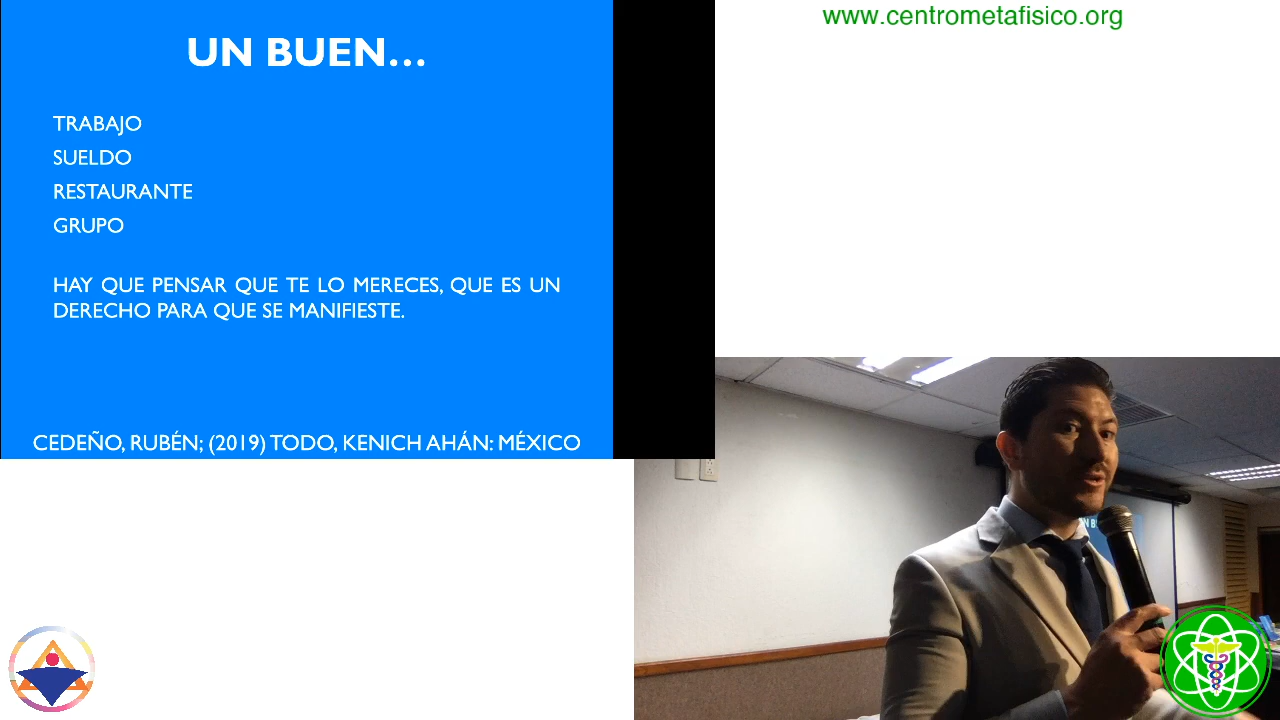 www.centrometafisico.org
UN BUEN...
TRABAJO
SUELDO
RESTAURANTE
GRUPO
HAY QUE PENSAR QUE TE LO MERECES, QUE ES UN
DERECHO PARA QUE SE MANIFIESTE.
CEDEÑO, RUBÉN; (2019) TODO, KENICH AHÁN: MÉXICO